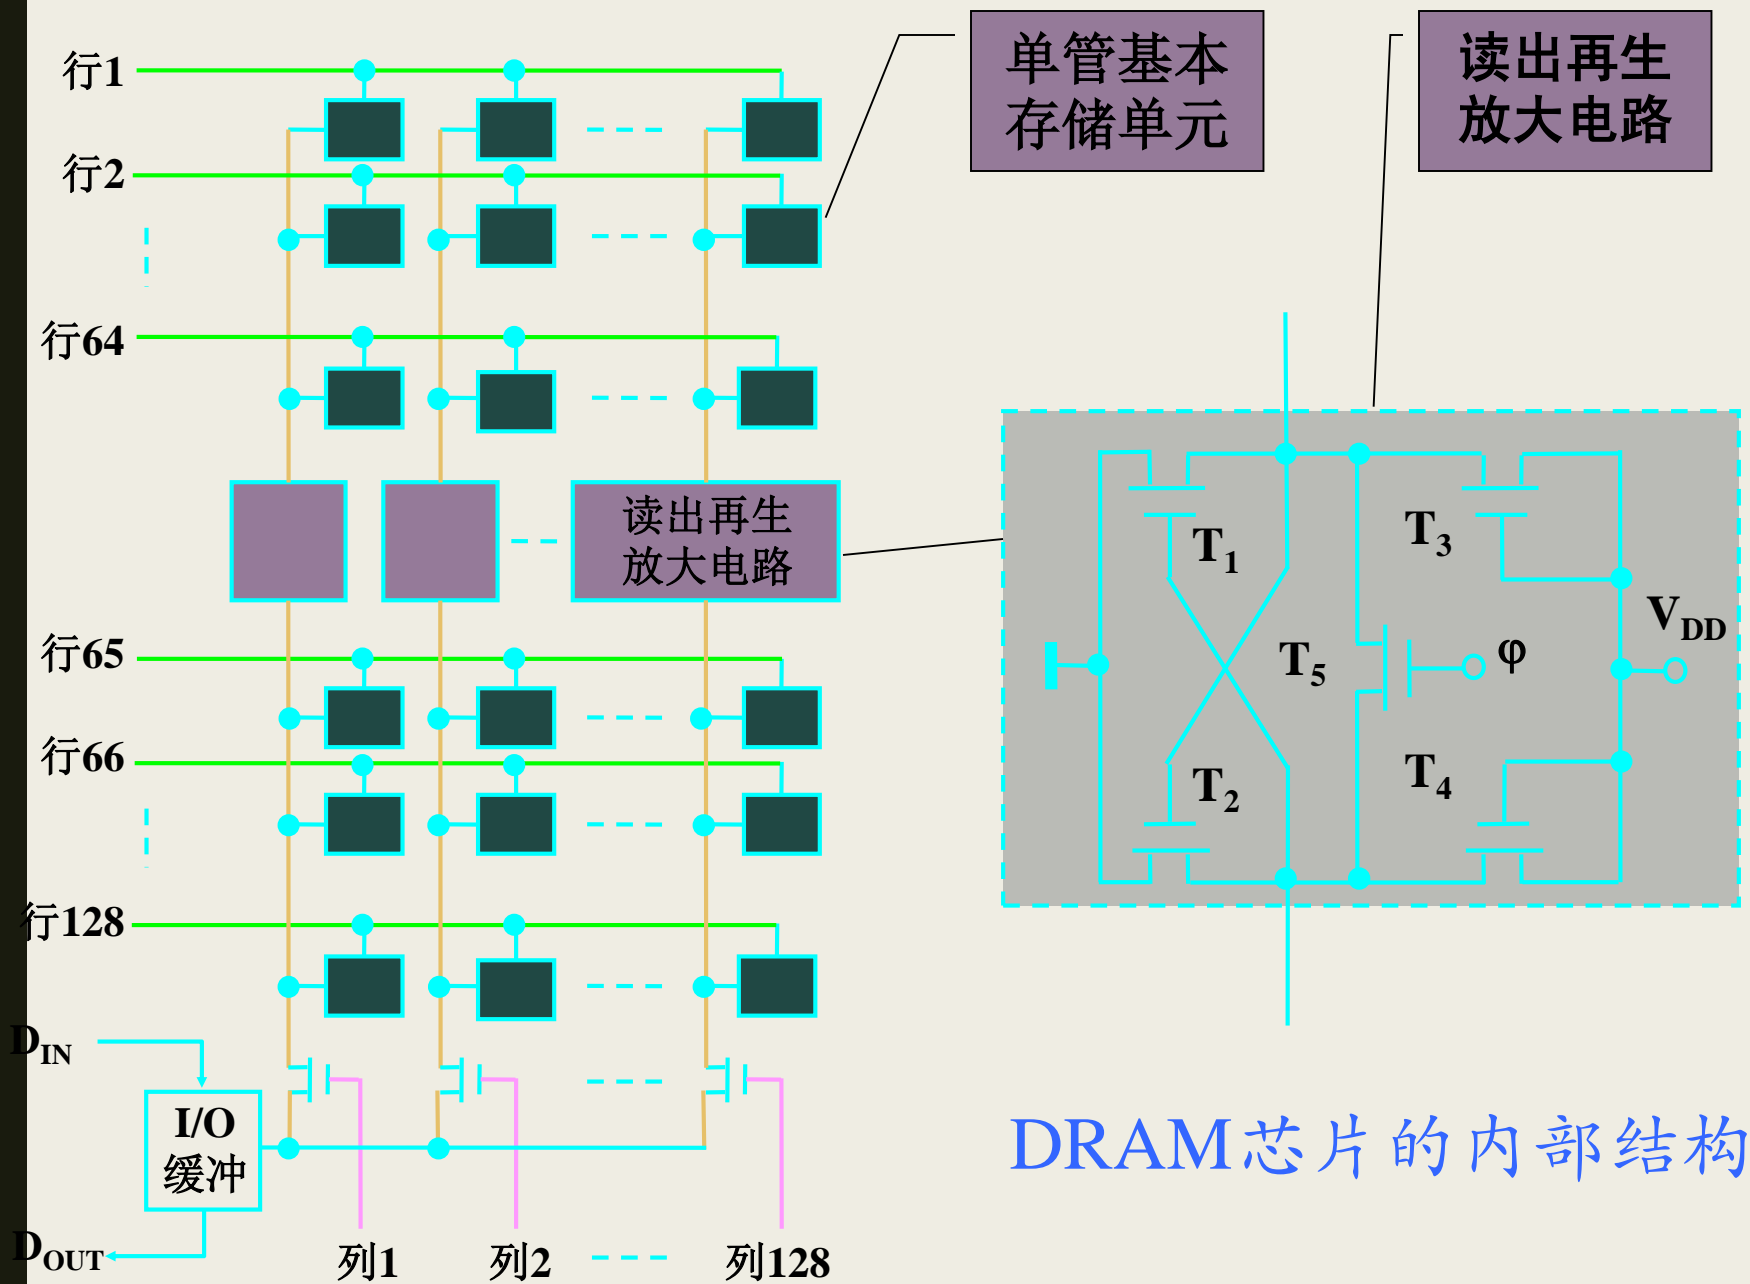 单管基本
存储单元
读出再生
放大电路
行1
行2
行64
读出再生
放大电路
行65
行66
行128
T1
T3
T5
φ
VDD
T2
T4
DIN
I/O
缓冲
DOUT
列1
列2
列128
DRAM芯片的内部结构